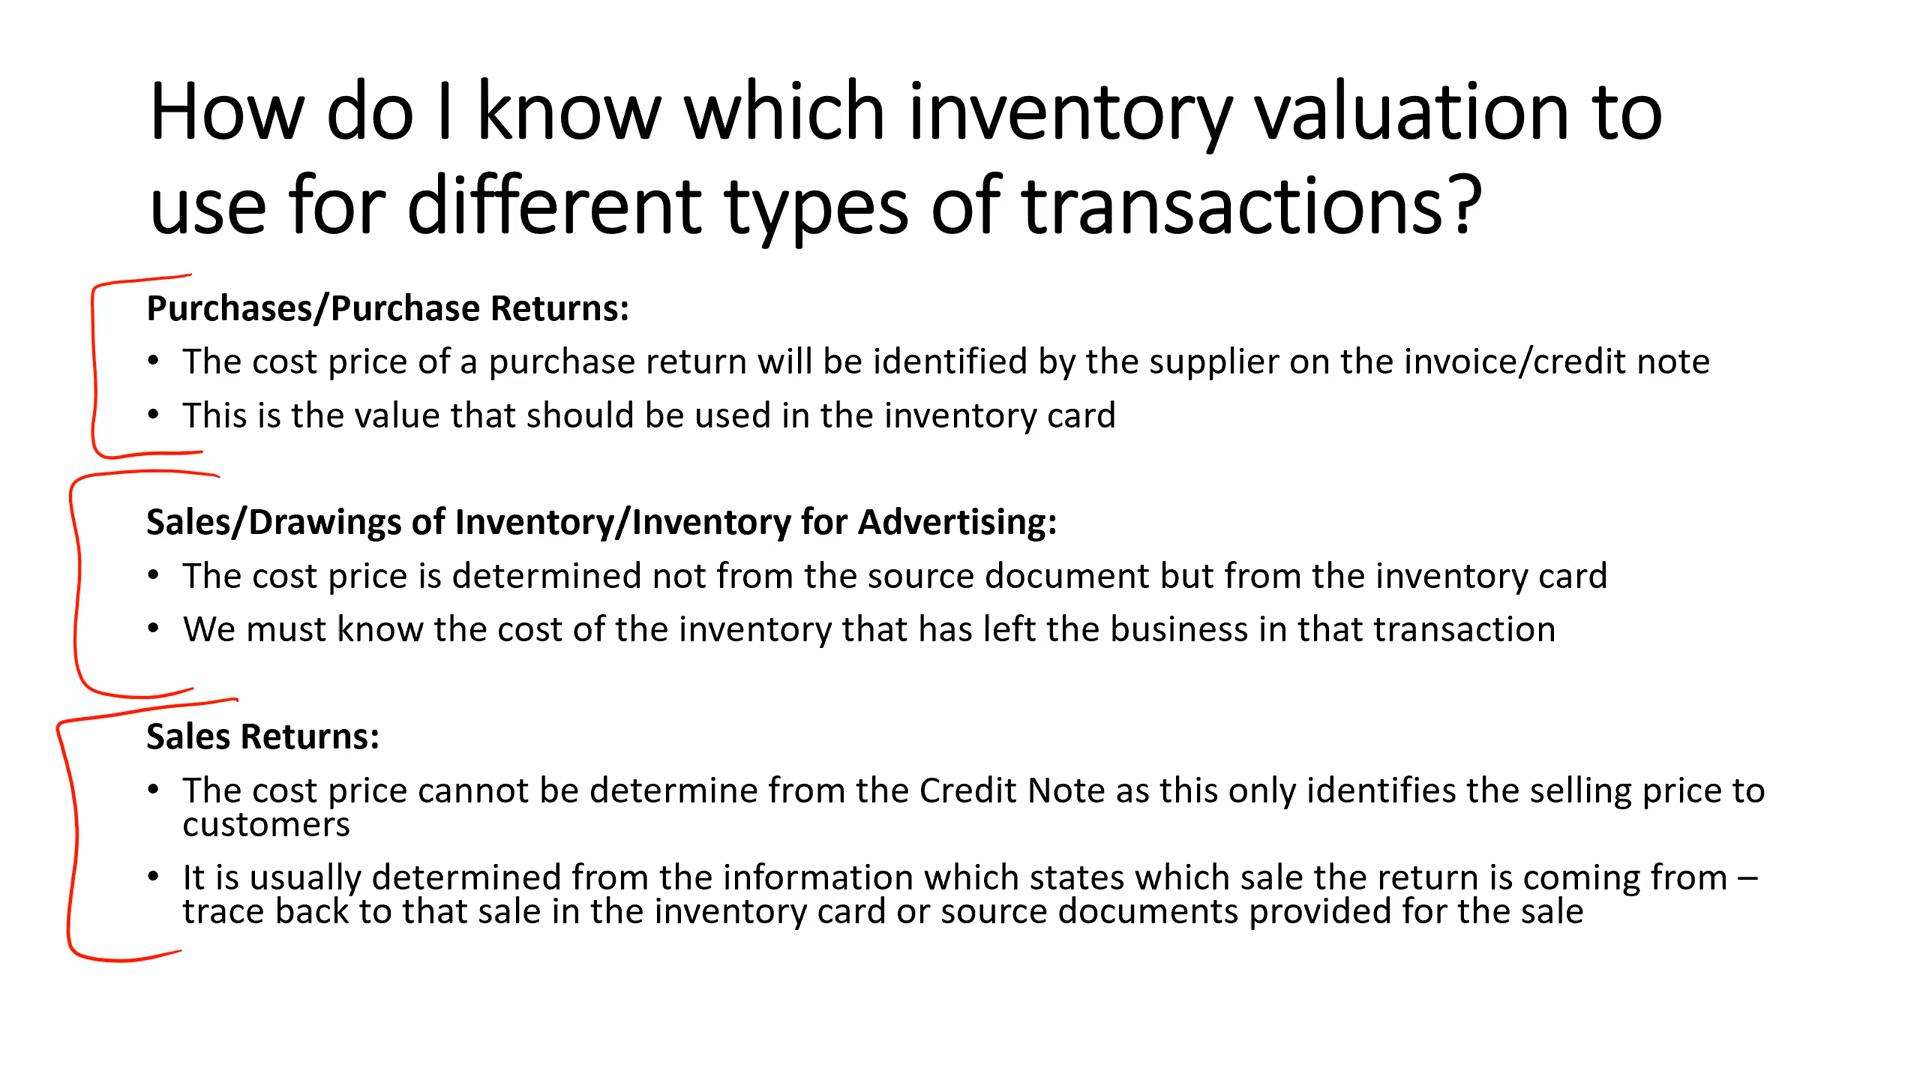 How do I know which inventory valuation to
use for different types of transactions?
Purchases/Purchase Returns:
• The cost price of a purchase return will be identified by the supplier on the invoice/credit note
• This is the value that should be used in the inventory card
Sales/Drawings of Inventory/Inventory for Advertising:
• The cost price is determined not from the source document but from the inventory card
• We must know the cost of the inventory that has left the business in that transaction
Sales Returns:
• The cost price cannot be determine from the Credit Note as this only identifies the selling price to
customers
• It is usually determined from the information which states which sale the return is coming from –
trace back to that sale in the inventory card or source documents provided for the sale